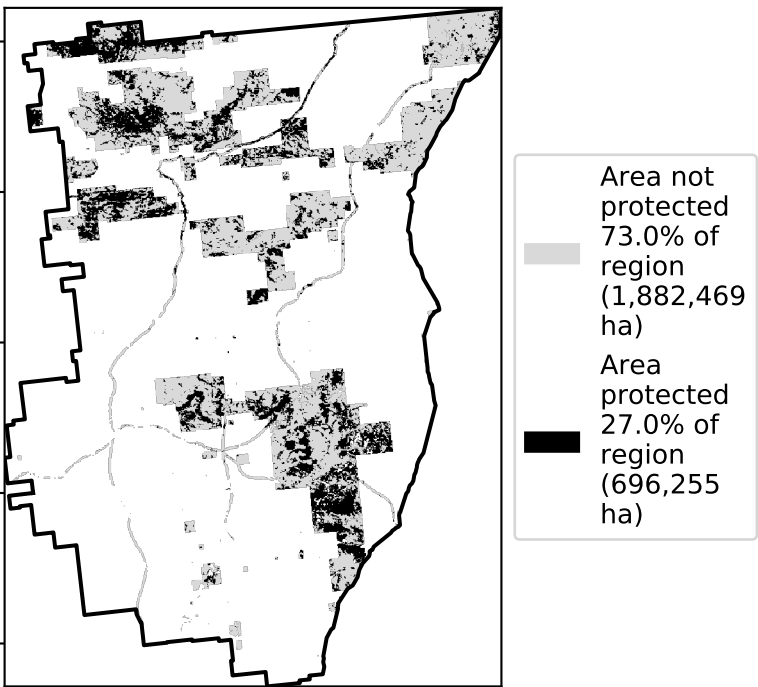 Area not
protected
73.0% of
region
(1,882,469
ha)
Area
protected
27.0% of
region
(696,255
ha)